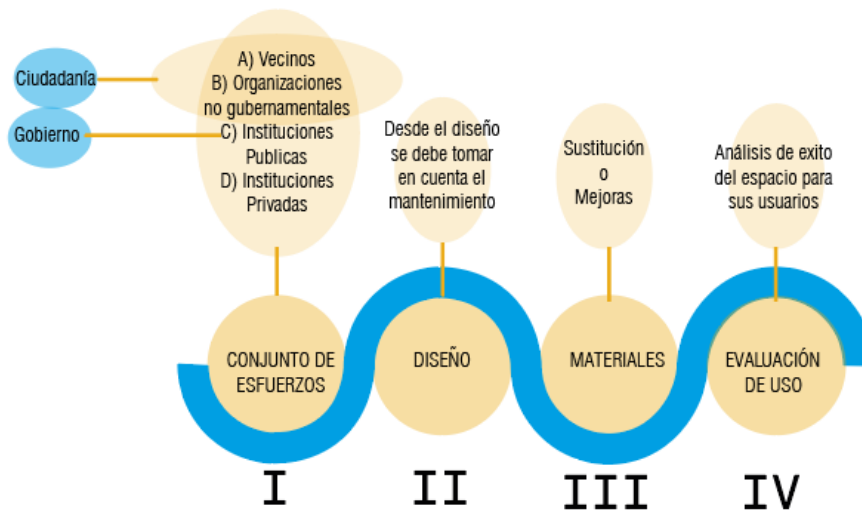 Ciudadanía
Gobierno
A) Vecinos
B) Organizaciones
no gubernamentales
C) Instituciones
Publicas
D) Instituciones
Privadas
Desde el diseño
se debe tomar
en cuenta el
mantenimiento
Sustitución
o
Mejoras
Análisis de exito
del espacio para
sus usuarios
CONJUNTO DE
ESFUERZOS
DISEÑO
MATERIALES
EVALUACIÓN
DE USO
I
II
III
IV